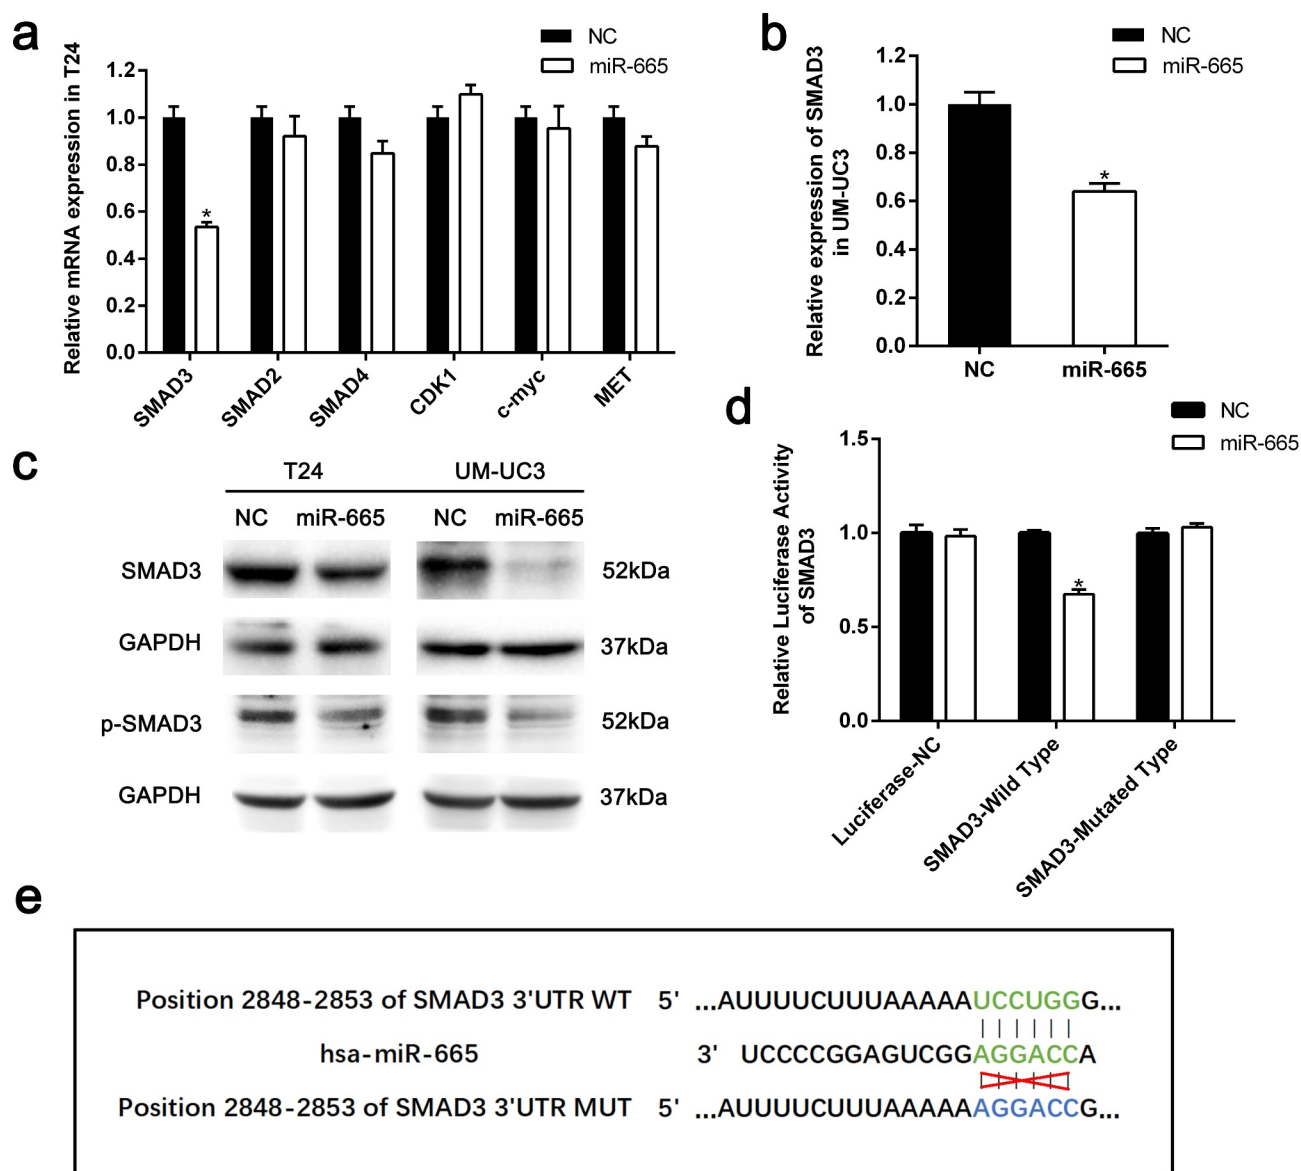 a
NC
miR-665
Relative mRNA expression in T24
1.2
1.0
0.8
0.6
0.4
0.2
0.0
*
SMAD3
SMAD2
SMAD4
CDK1
c-myc
MET
b
NC
miR-665
Relative expression of SMAD3
in UM-UC3
1.2
1.0
0.8
0.6
0.4
0.2
0.0
*
NC
miR-665
c
T24 UM-UC3
NC miR-665 NC miR-665
SMAD3 52kDa
GAPDH 37kDa
p-SMAD3 52kDa
GAPDH 37kDa
d
NC
miR-665
Relative Luciferase Activity
of SMAD3
1.5
1.0
0.5
0.0
*
Luciferase-NC
SMAD3-Wild Type
SMAD3-Mutated Type
e
Position 2848-2853 of SMAD3 3'UTR WT 5' ...AUUUUCUUUAAAAAUCCUGGG...
hsa-miR-665 3' UCCCCGGAGUCGGAGGACCA
Position 2848-2853 of SMAD3 3'UTR MUT 5' ...AUUUUCUUUAAAAAAGGACCG...